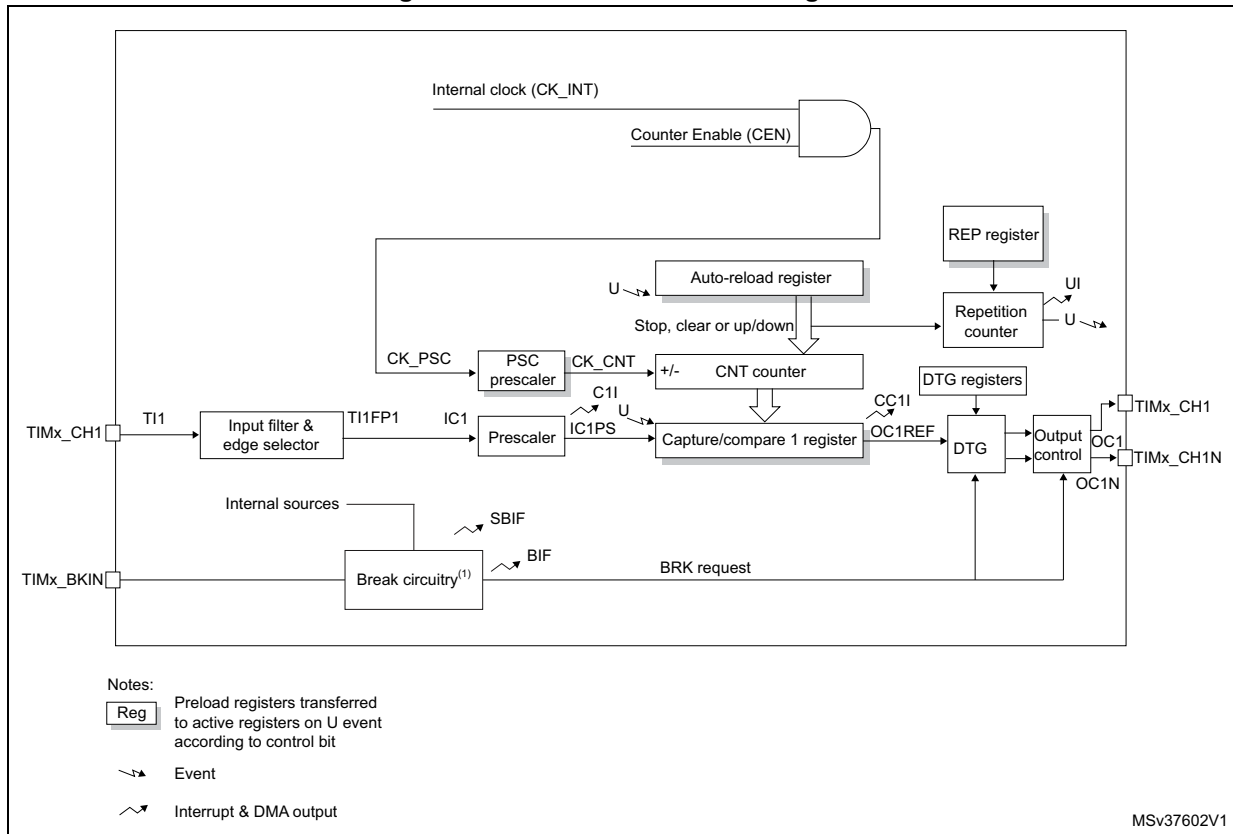 Internal clock (CK_INT)
Counter Enable (CEN)
REP register
Auto-reload register
U
UI
Stop, clear or up/down
Repetition
counter
U
CK_PSC
PSC
prescaler
CK_CNT
+/-
CNT counter
DTG registers
TIMx_CH1
TI1
Input filter &
edge selector
TI1FP1
IC1
Prescaler
C1I
IC1PS
U
Capture/compare 1 register
CC1I
OC1REF
DTG
Output
control
OC1
TIMx_CH1
TIMx_CH1N
OC1N
Internal sources
SBIF
BIF
TIMx_BKIN
Break circuitry(1)
BRK request
Notes:
Reg
Preload registers transferred
to active registers on U event
according to control bit
Event
Interrupt & DMA output
MSv37602V1